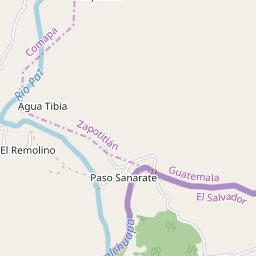 Comapa
Río Paz
Agua Tibia
Zapotitlán
El Remolino
Guatemala
Paso Sanarate
El Salvador